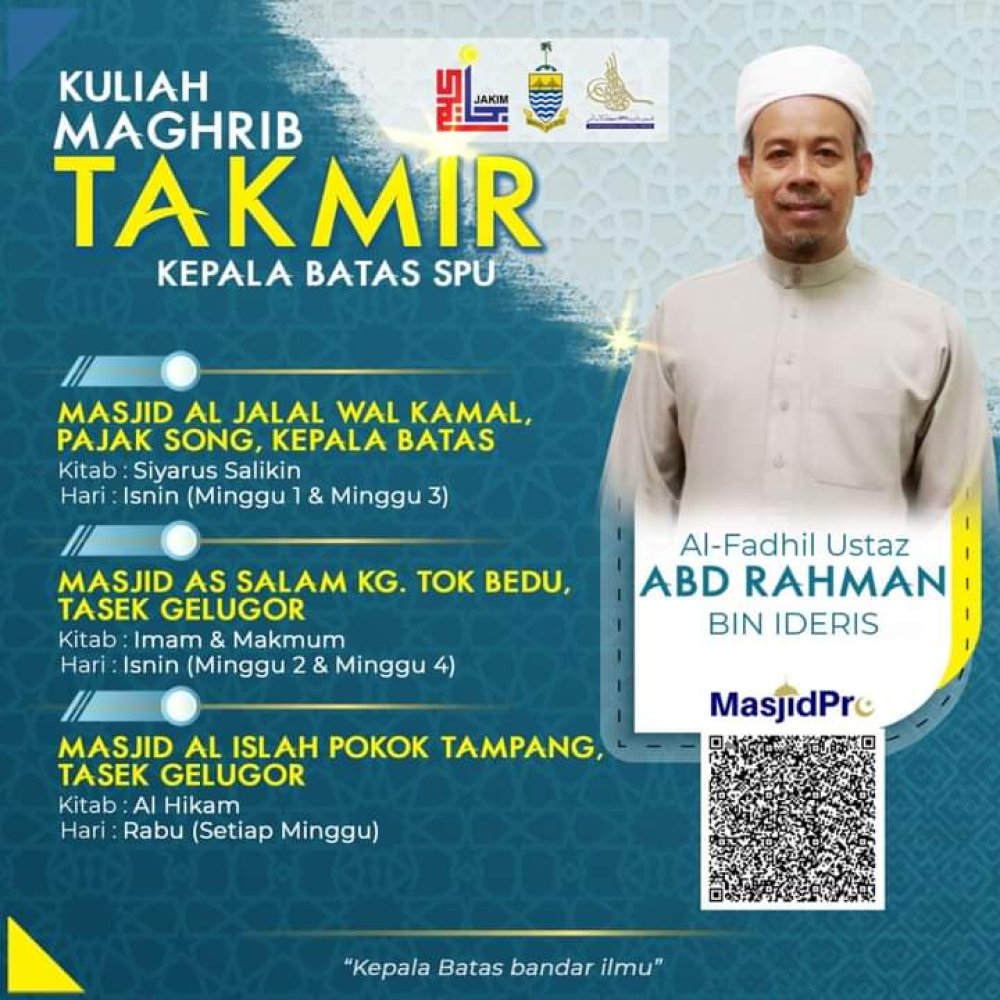 KULIAH
MAGHRIB
TAKMIR
KEPALA BATAS SPU
JAKIM
MASJID AL JALAL WAL KAMAL,
PAJAK SONG, KEPALA BATAS
Kitab : Siyarus Salikin
Hari : Isnin (Minggu 1 & Minggu 3)
MASJID AS SALAM KG. TOK BEDU,
TASEK GELUGOR
Kitab : Imam & Makmum
Hari : Isnin (Minggu 2 & Minggu 4)
MASJID AL ISLAH POKOK TAMPANG,
TASEK GELUGOR
Kitab : Al Hikam
Hari : Rabu (Setiap Minggu)
Al-Fadhil Ustaz
ABD RAHMAN
BIN IDERIS
MasjidPro
"Kepala Batas bandar ilmu"